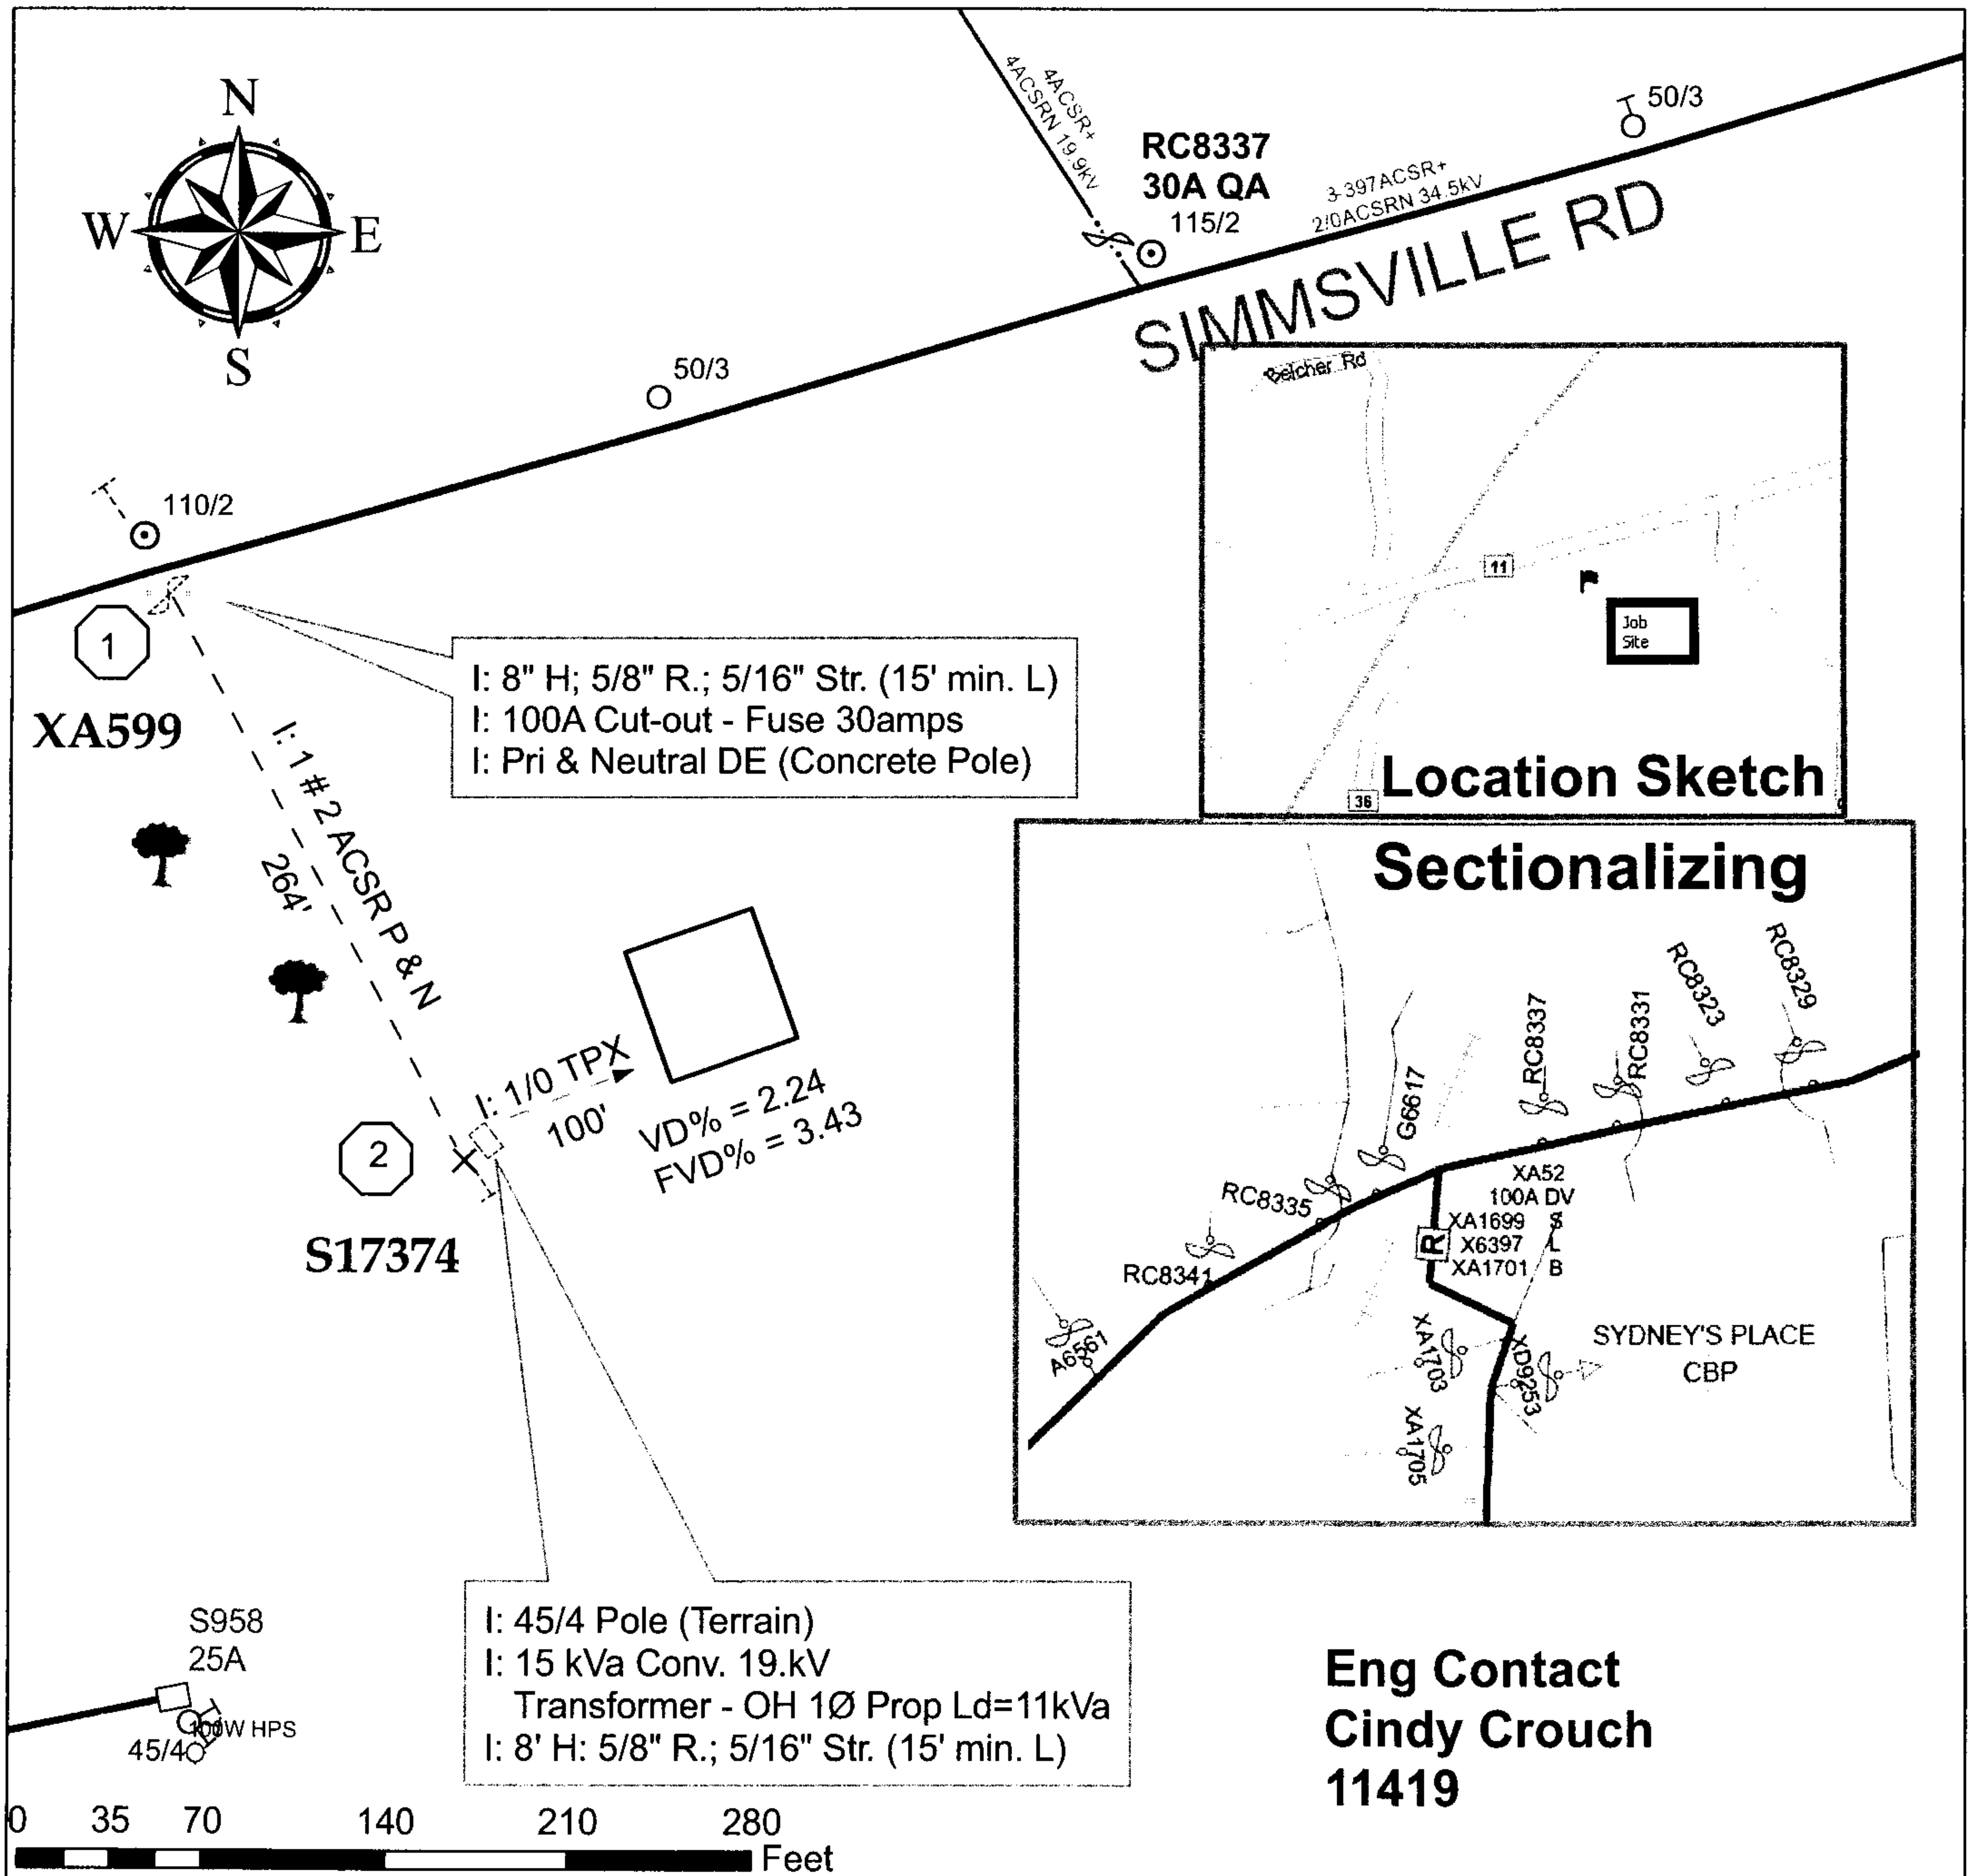 N
W
E
S
4ACSR+
4ACSRN 19.9kV
RC8337
30A QA
115/2
50/3
3-397ACSR+
2/0ACSRN 34.5kV
SIMMSVILLE RD
50/3
110/2
1
XA599
I: 8" H; 5/8" R.; 5/16" Str. (15' min. L)
I: 100A Cut-out - Fuse 30amps
I: Pri & Neutral DE (Concrete Pole)
I: 1 #2 ACSR P & N
264'
Belcher Rd
11
Job
Site
36
Location Sketch
I: 1/0 TPX
100'
VD% = 2.24
FVD% = 3.43
2
S17374
Sectionalizing
RC8329
RC8323
RC8331
RC8337
G6617
RC8335
RC8341
A6561
XA52
100A DV
XA1699 S
X6397 L
XA1701 B
R
XA1703
XD9253
XA1705
SYDNEY'S PLACE
CBP
I: 45/4 Pole (Terrain)
I: 15 kVa Conv. 19.kV
Transformer - OH 1Ø Prop Ld=11kVa
I: 8' H: 5/8" R.; 5/16" Str. (15' min. L)
S958
25A
100W HPS
45/4
Eng Contact
Cindy Crouch
11419
0 35 70 140 210 280
Feet